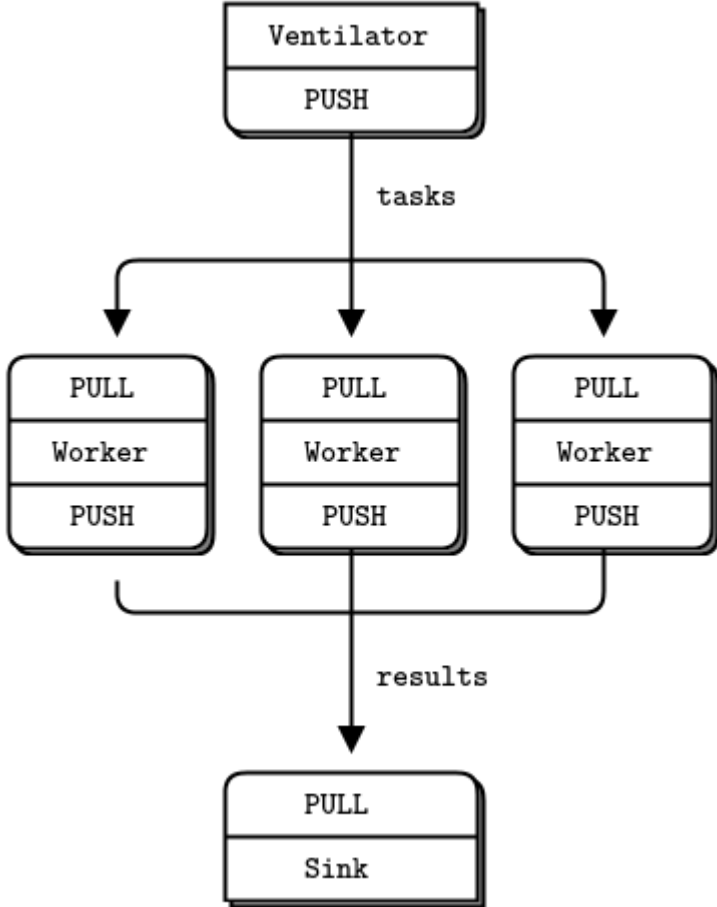 Ventilator
PUSH
tasks
PULL PULL PULL
Worker Worker Worker
PUSH PUSH PUSH
results
PULL
Sink